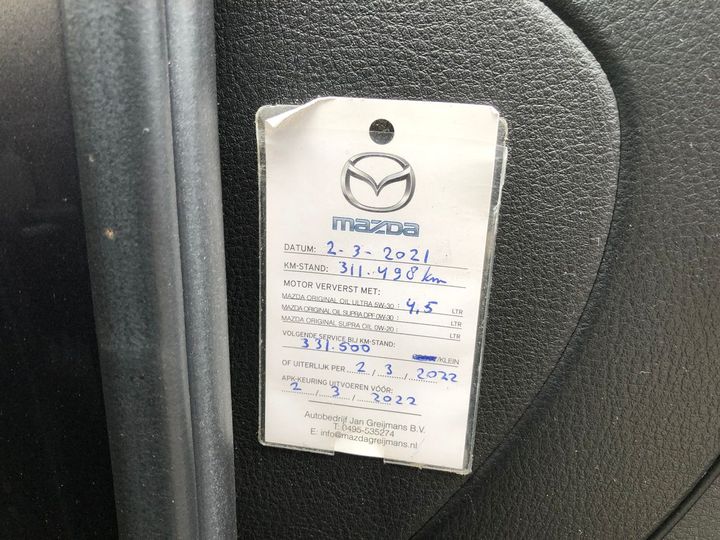 mazda
DATUM: 2-3-2021
KM-STAND: 311.498 km
MOTOR VERVERST MET:
MAZDA ORIGINAL OIL ULTRA 5W-30: 4,5 LTR
MAZDA ORIGINAL OIL SUPRA DPF 0W-30: LTR
MAZDA ORIGINAL SUPRA OIL 0W-20: LTR
VOLGENDE SERVICE BIJ KM-STAND:
331.500 /KLEIN
OF UITERLIJK PER 2 / 3 / 2022
APK-KEURING UITVOEREN VÓÓR:
2 / 3 / 2022
Autobedrijf Jan Greijmans B.V.
T: 0495-535274
E: info@mazdagreijmans.nl